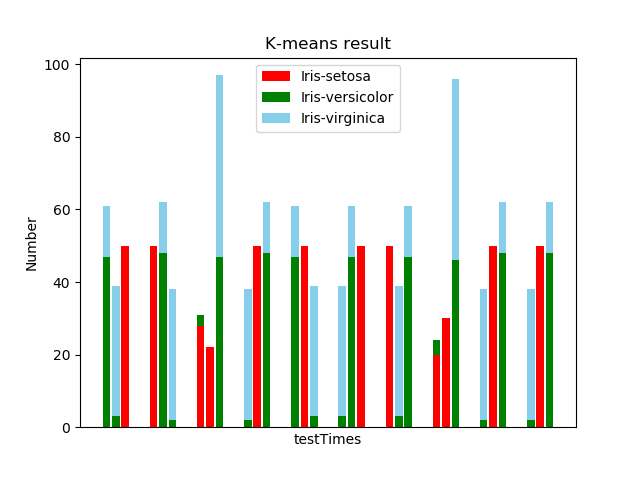 K-means result
Iris-setosa
Iris-versicolor
Iris-virginica
100
80
60
40
20
0
Number
testTimes